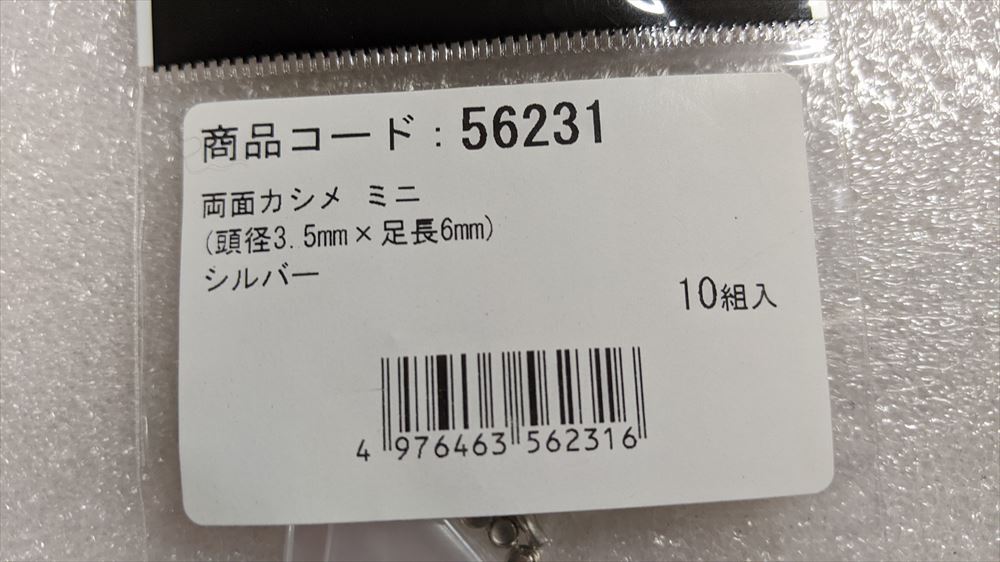 商品コード：56231
両面カシメ ミニ
(頭径3.5mm×足長6mm)
シルバー
10組入
4 976463 562316